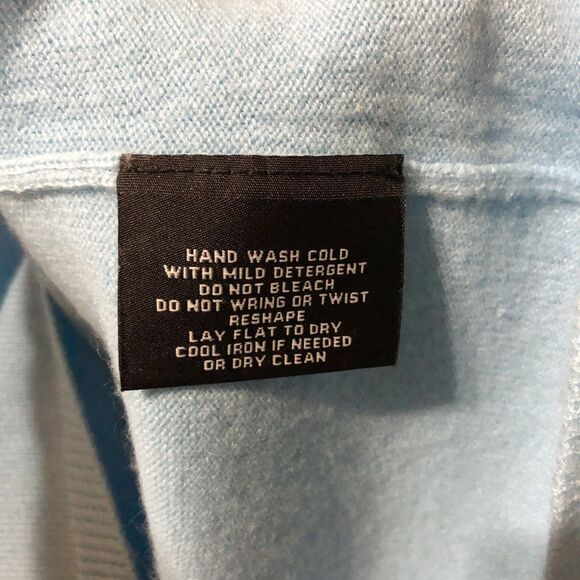 HAND WASH COLD
WITH MILD DETERGENT
DO NOT BLEACH
DO NOT WRING OR TWIST
RESHAPE
LAY FLAT TO DRY
COOL IRON IF NEEDED
OR DRY CLEAN